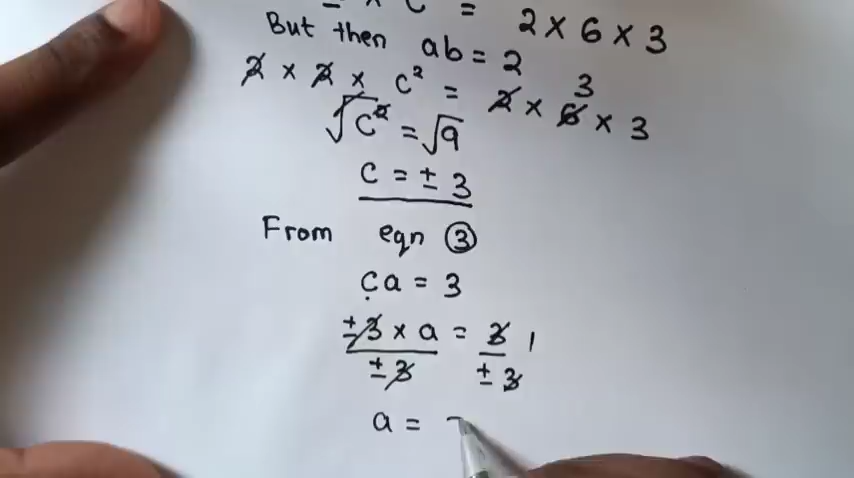 × c = 2 × 6 × 3
But then ab = 2
2 × 2 × c² = 2 × 6 3 × 3
√c² = √9
c = ± 3
From eqn ③
ca = 3
±3 × a / ±3 = 3 1 / ±3
a =